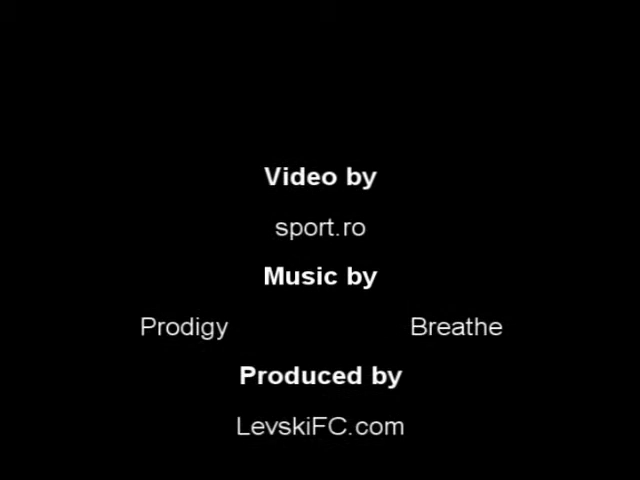 Video by
sport.ro
Music by
Prodigy Breathe
Produced by
LevskiFC.com